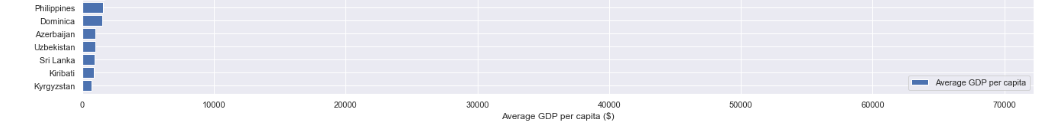 Philippines
Dominica
Azerbaijan
Uzbekistan
Sri Lanka
Kiribati
Kyrgyzstan
Average GDP per capita
0 10000 20000 30000 40000 50000 60000 70000
Average GDP per capita ($)